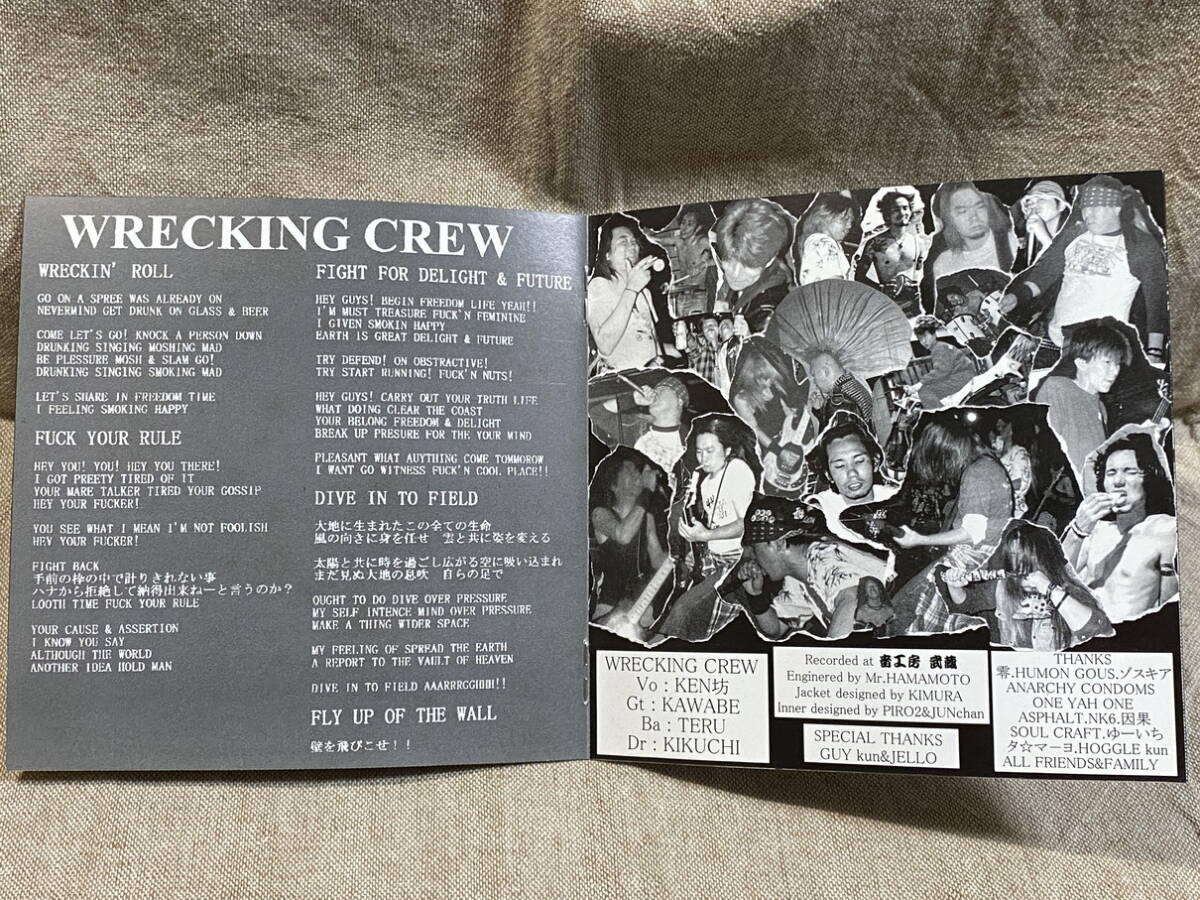 WRECKING CREW
WRECKIN' ROLL
GO ON A SPREE WAS ALREADY ON
NEVERMIND GET DRUNK ON GLASS & BEER
COME LET'S GO! KNOCK A PERSON DOWN
DRUNKING SINGING MOSHING MAD
BE PLESSURE MOSH & SLAM GO!
DRUNKING SINGING SMOKING MAD
LET'S SHARE IN FREEDOM TIME
I FEELING SMOKING HAPPY
FUCK YOUR RULE
HEY YOU! YOU! HEY YOU THERE!
I GOT PREETY TIRED OF IT
YOUR MARE TALKER TIRED YOUR GOSSIP
HEY YOUR FUCKER!
YOU SEE WHAT I MEAN I'M NOT FOOLISH
HEY YOUR FUCKER!
FIGHT BACK
手前の枠の中で計りきれない事
ハナから拒絶して納得出来ねーと言うのか?
LOOTH TIME FUCK YOUR RULE
YOUR CAUSE & ASSERTION
I KNOW YOU SAY
ALTHOUGH THE WORLD
ANOTHER IDEA HOLD MAN
FIGHT FOR DELIGHT & FUTURE
HEY GUYS! BEGIN FREEDOM LIFE YEAH!!
I'M MUST TREASURE FUCK'N FEMININE
I GIVEN SMOKIN HAPPY
EARTH IS GREAT DELIGHT & FUTURE
TRY DEFEND! ON OBSTRACTIVE!
TRY START RUNNING! FUCK'N NUTS!
HEY GUYS! CARRY OUT YOUR TRUTH LIFE
WHAT DOING CLEAR THE COAST
YOUR BELONG FREEDOM & DELIGHT
BREAK UP PRESURE FOR THE YOUR MIND
PLEASANT WHAT AUYTHING COME TOMMOROW
I WANT GO WITNESS FUCK'N COOL PLACE!!
DIVE IN TO FIELD
大地に生まれたこの全ての生命
風の向きに身を任せ 雲と共に姿を変える
太陽と共に時を過ごし広がる空に吸い込まれ
まだ見ぬ大地の息吹 自らの足で
OUGHT TO DO DIVE OVER PRESSURE
MY SELF INTENCE MIND OVER PRESSURE
MAKE A THING WIDER SPACE
MY FEELING OF SPREAD THE EARTH
A REPORT TO THE VAULT OF HEAVEN
DIVE IN TO FIELD AAARRRGGHHH!!
FLY UP OF THE WALL
壁を飛びこせ!!
WRECKING CREW
Vo : KEN坊
Gt : KAWABE
Ba : TERU
Dr : KIKUCHI
Recorded at 音工房 武蔵
Enginered by Mr.HAMAMOTO
Jacket designed by KIMURA
Inner designed by PIRO2&JUNchan
SPECIAL THANKS
GUY kun&JELLO
THANKS
零.HUMON GOUS.ゾスキア
ANARCHY CONDOMS
ONE YAH ONE
ASPHALT.NK6.因果
SOUL CRAFT.ゆーいち
タ☆マーヨ.HOGGLE kun
ALL FRIENDS&FAMILY